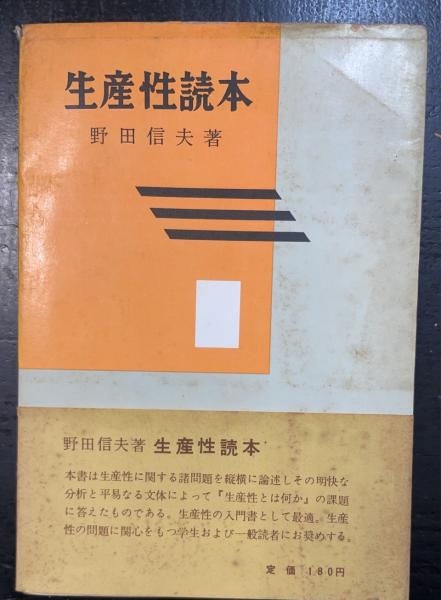 生産性読本
野田信夫著
野田信夫著 生産性読本
本書は生産性に関する諸問題を縦横に論述しその明快な
分析と平易なる文体によって『生産性とは何か』の課題
に答えたものである。生産性の入門書として最適。生産
性の問題に関心をもつ学生および一般読者にお奨めする。
定価 180円